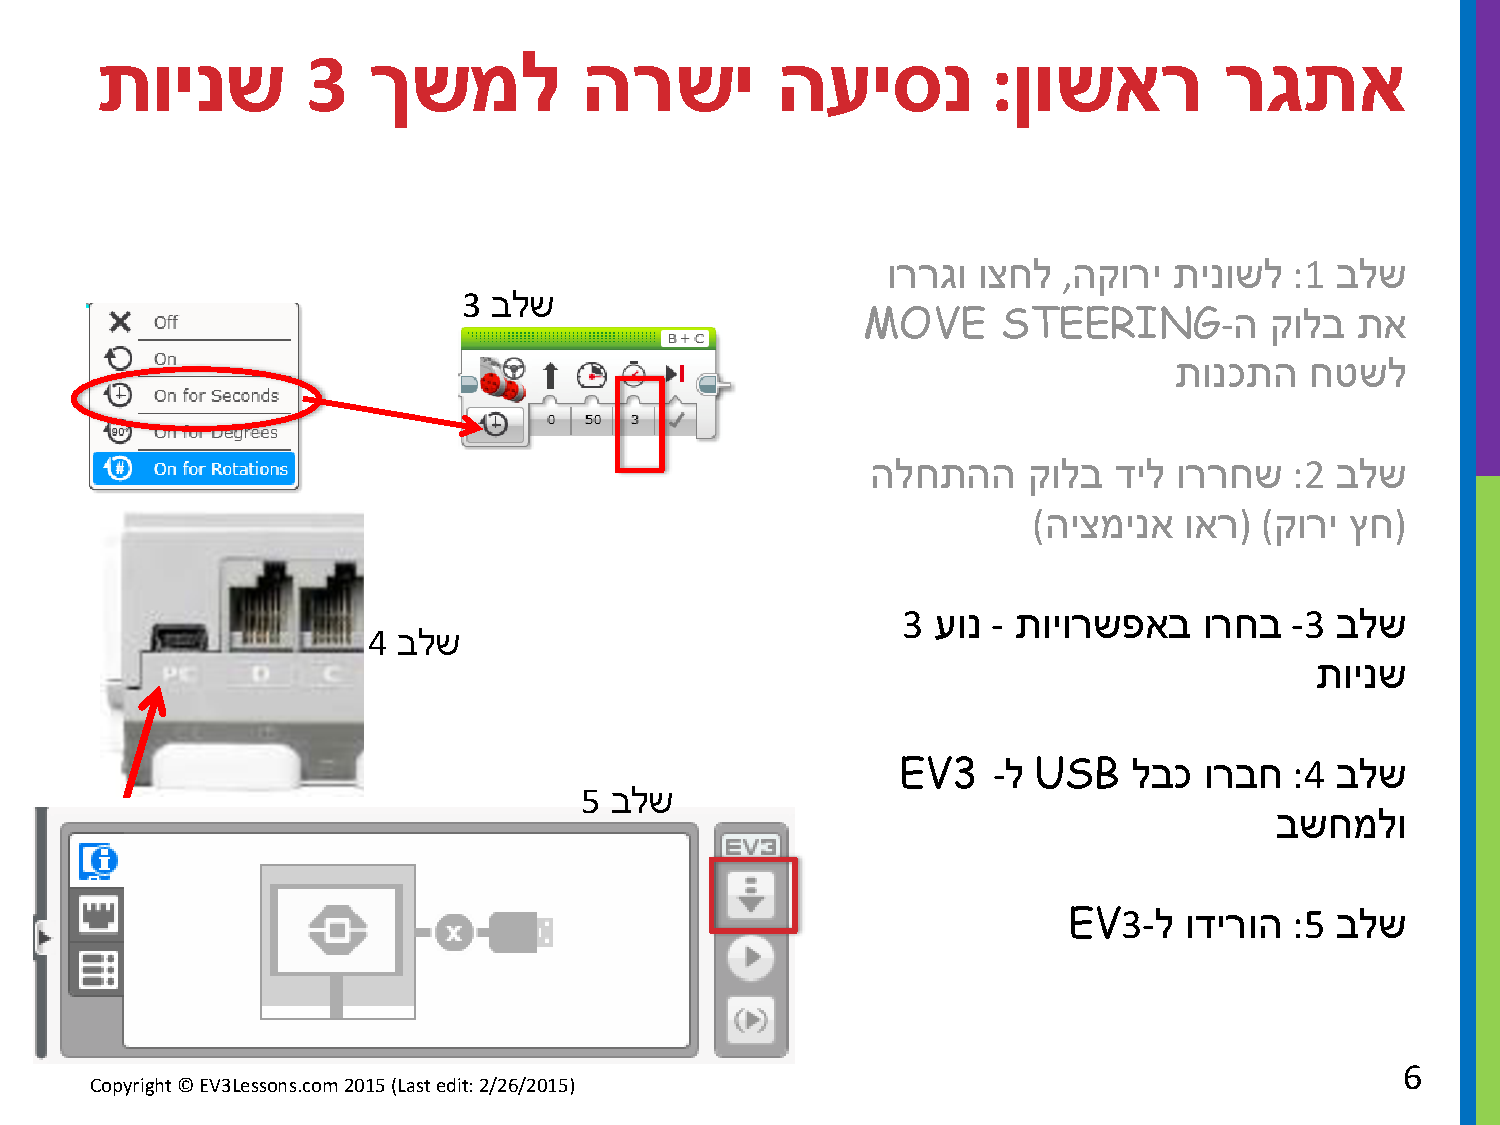 אתגר ראשון: נסיעה ישרה למשך 3 שניות
שלב 1: לשונית ירוקה, לחצו וגררו
את בלוק ה-MOVE STEERING
לשטח התכנות
שלב 2: שחררו ליד בלוק ההתחלה
(חץ ירוק) (ראו אנימציה)
שלב 3- בחרו באפשרויות - נוע 3
שניות
שלב 4: חברו כבל USB ל- EV3
ולמחשב
שלב 5: הורידו ל-EV3
שלב 3
Off
On
On for Seconds
On for Degrees
On for Rotations
90°
#
B + C
0 50 3
שלב 4
PC D C
שלב 5
EV3
Copyright © EV3Lessons.com 2015 (Last edit: 2/26/2015)
6